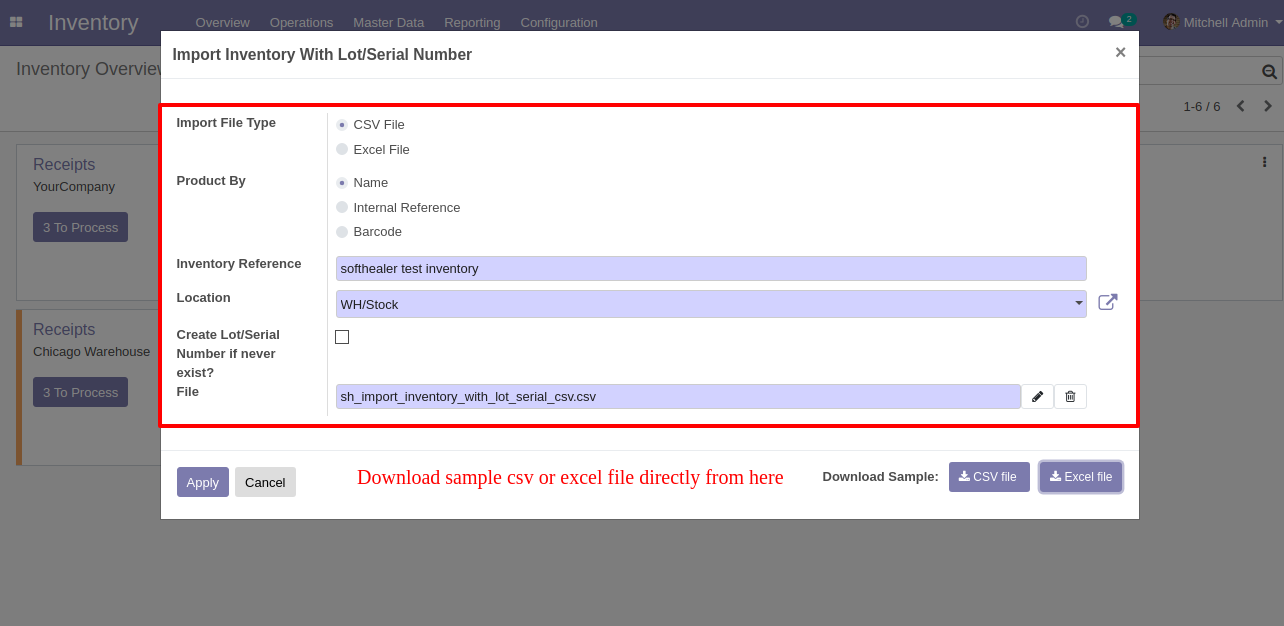 Inventory Overview Operations Master Data Reporting Configuration 2 Mitchell Admin
Import Inventory With Lot/Serial Number ×
Inventory Overview
1-6 / 6
Import File Type
CSV File
Excel File
Product By
Name
Internal Reference
Barcode
Inventory Reference softhealer test inventory
Location WH/Stock
Create Lot/Serial
Number if never
exist?
File sh_import_inventory_with_lot_serial_csv.csv
Receipts
YourCompany
3 To Process
Receipts
Chicago Warehouse
3 To Process
Apply Cancel Download sample csv or excel file directly from here Download Sample: CSV file Excel file